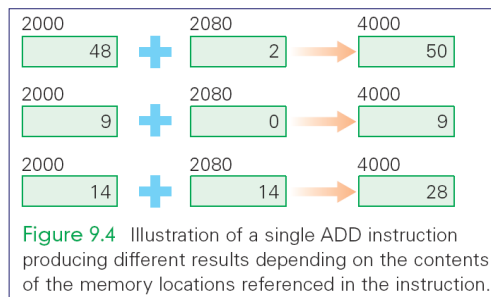 2000 2080 4000
48 + 2 50
2000 2080 4000
9 + 0 9
2000 2080 4000
14 + 14 28
Figure 9.4 Illustration of a single ADD instruction
producing different results depending on the contents
of the memory locations referenced in the instruction.